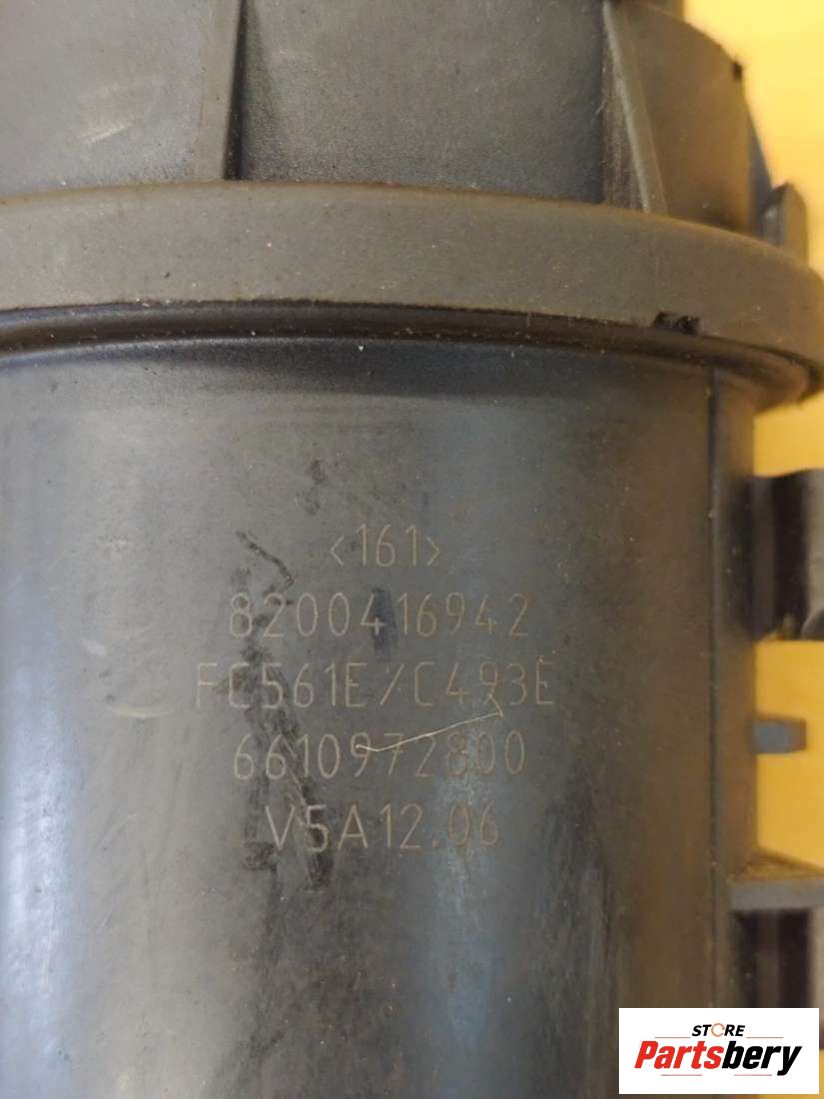 <161>
8200416942
FC561E/C493E
6610972800
V5A12.06
STORE
Partsbery